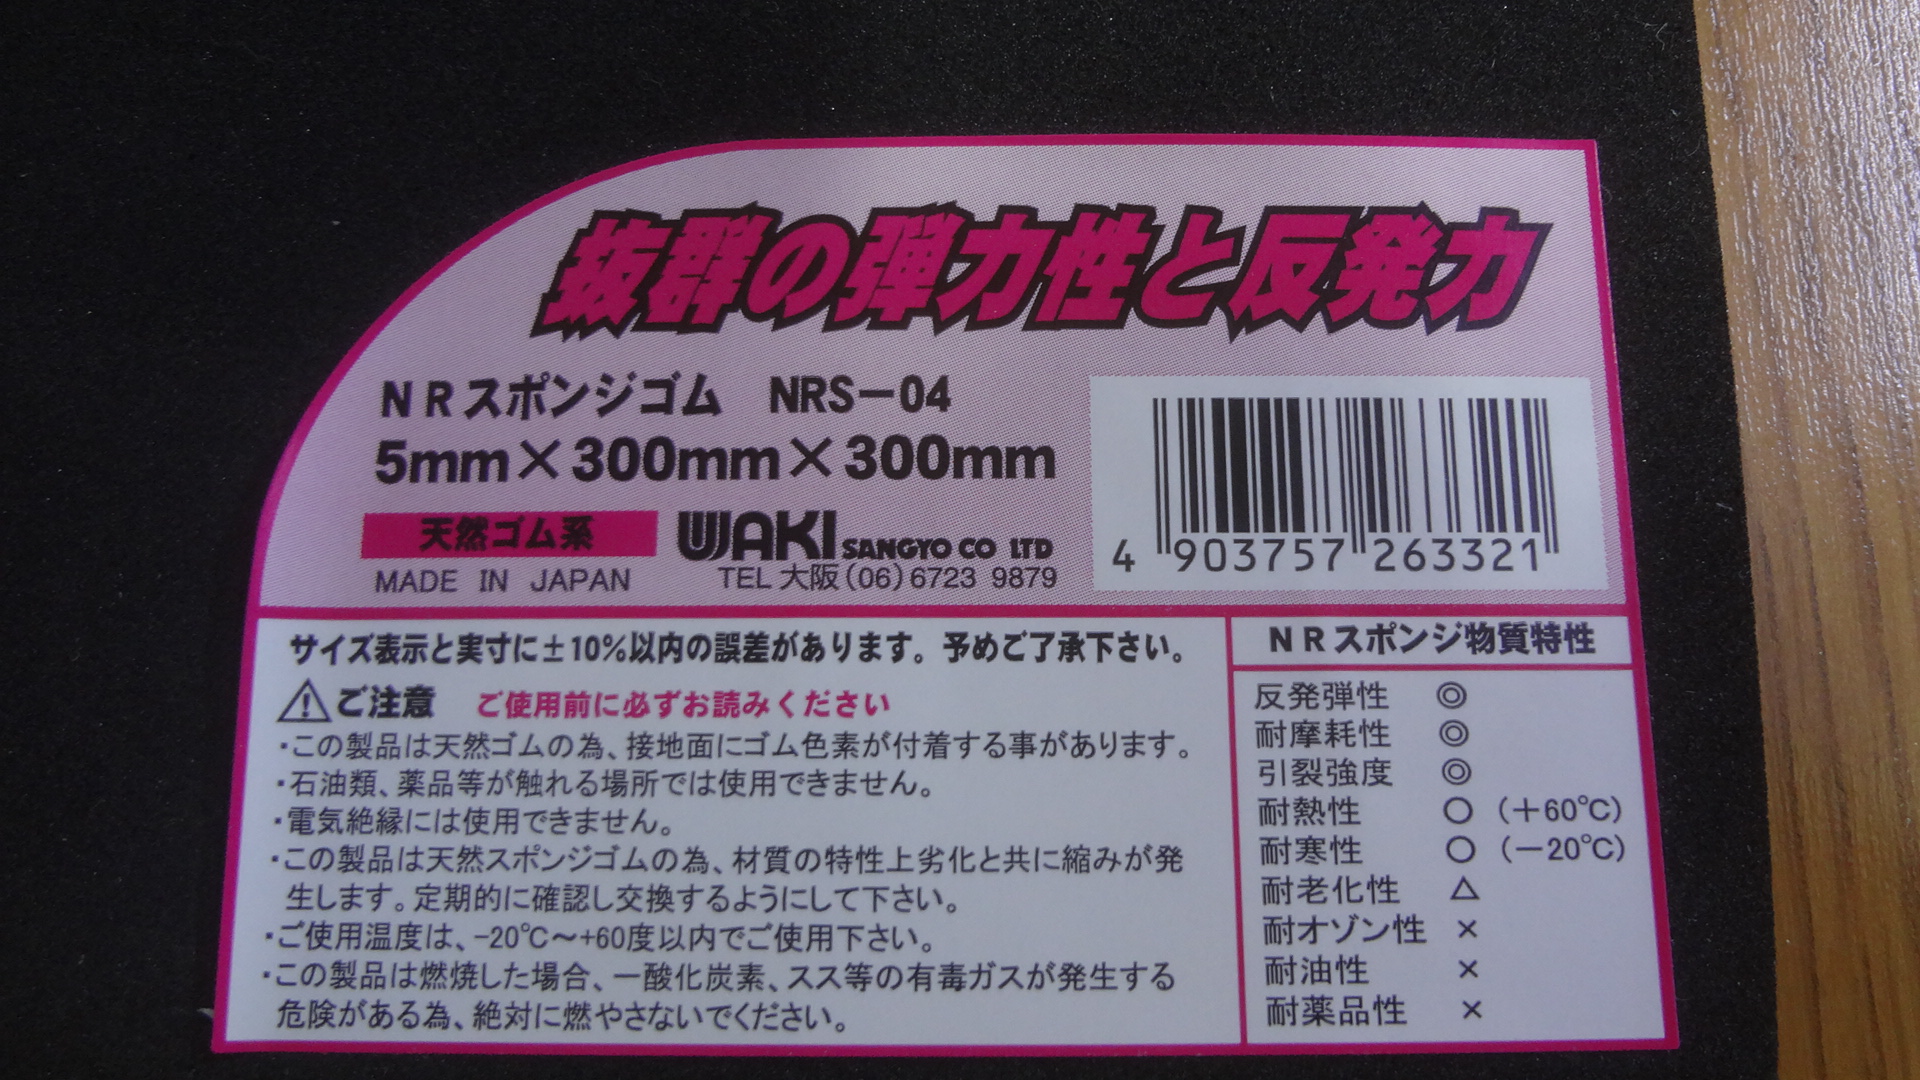 抜群の弾力性と反発力
NRスポンジゴム NRS-04
5mm×300mm×300mm
天然ゴム系
WAKI SANGYO CO LTD
MADE IN JAPAN
TEL 大阪(06)6723 9879
4 903757 263321
サイズ表示と実寸に±10%以内の誤差があります。予めご了承下さい。
⚠ご注意 ご使用前に必ずお読みください
・この製品は天然ゴムの為、接地面にゴム色素が付着する事があります。
・石油類、薬品等が触れる場所では使用できません。
・電気絶縁には使用できません。
・この製品は天然スポンジゴムの為、材質の特性上劣化と共に縮みが発
生します。定期的に確認し交換するようにして下さい。
・ご使用温度は、-20℃~+60度以内でご使用下さい。
・この製品は燃焼した場合、一酸化炭素、スス等の有毒ガスが発生する
危険がある為、絶対に燃やさないでください。
NRスポンジ物質特性
反発弾性 ◎
耐摩耗性 ◎
引裂強度 ◎
耐熱性 ○ (+60℃)
耐寒性 ○ (-20℃)
耐老化性 △
耐オゾン性 ×
耐油性 ×
耐薬品性 ×